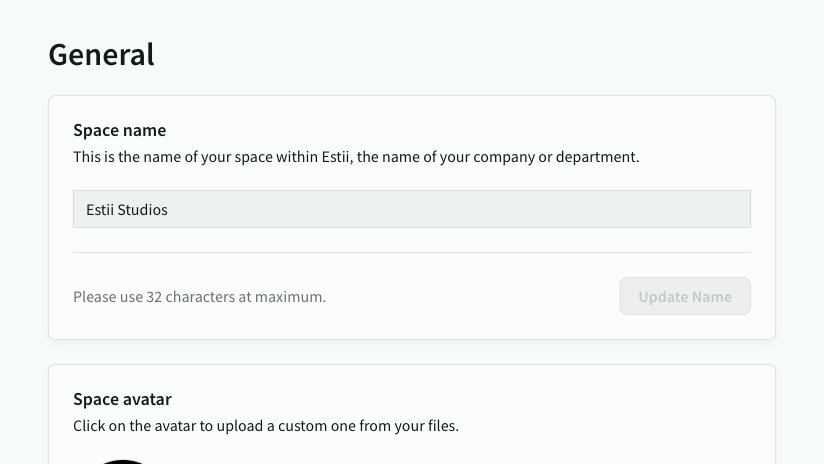 General
Space name
This is the name of your space within Estii, the name of your company or department.
Estii Studios
Please use 32 characters at maximum.
Update Name
Space avatar
Click on the avatar to upload a custom one from your files.